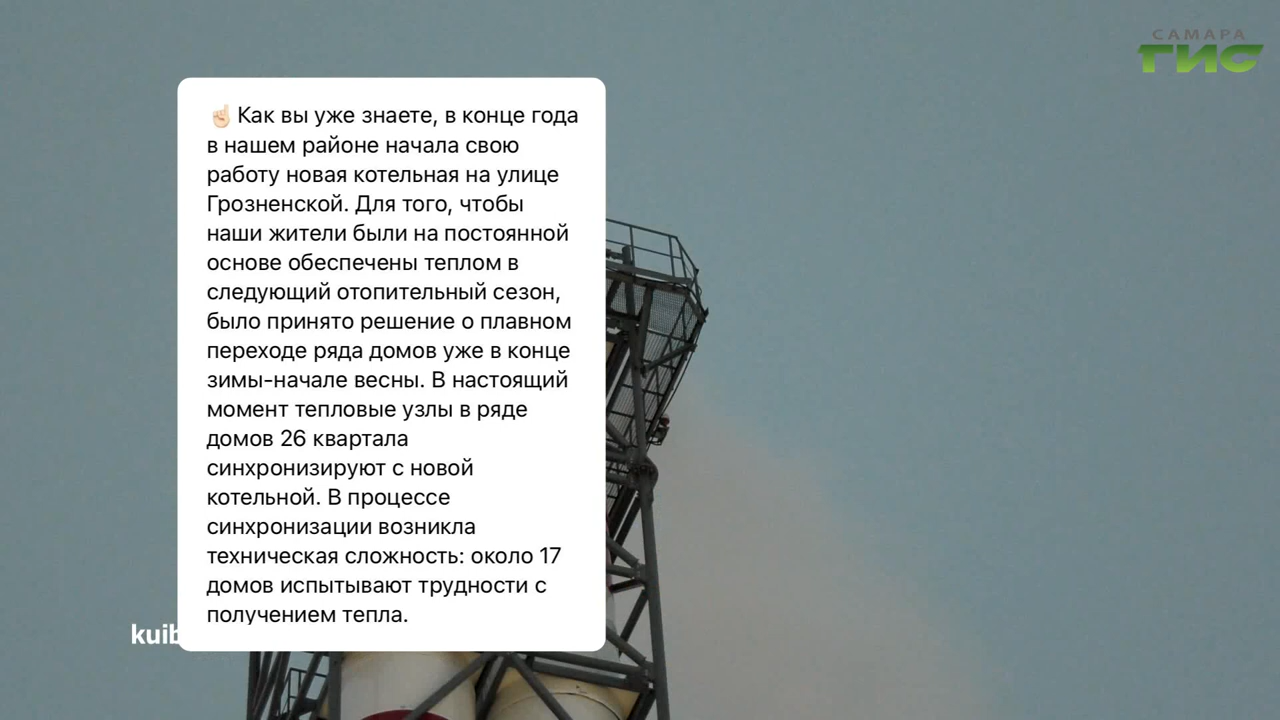 САМАРА
ГИС
☝🏻Как вы уже знаете, в конце года
в нашем районе начала свою
работу новая котельная на улице
Грозненской. Для того, чтобы
наши жители были на постоянной
основе обеспечены теплом в
следующий отопительный сезон,
было принято решение о плавном
переходе ряда домов уже в конце
зимы-начале весны. В настоящий
момент тепловые узлы в ряде
домов 26 квартала
синхронизируют с новой
котельной. В процессе
синхронизации возникла
техническая сложность: около 17
домов испытывают трудности с
получением тепла.